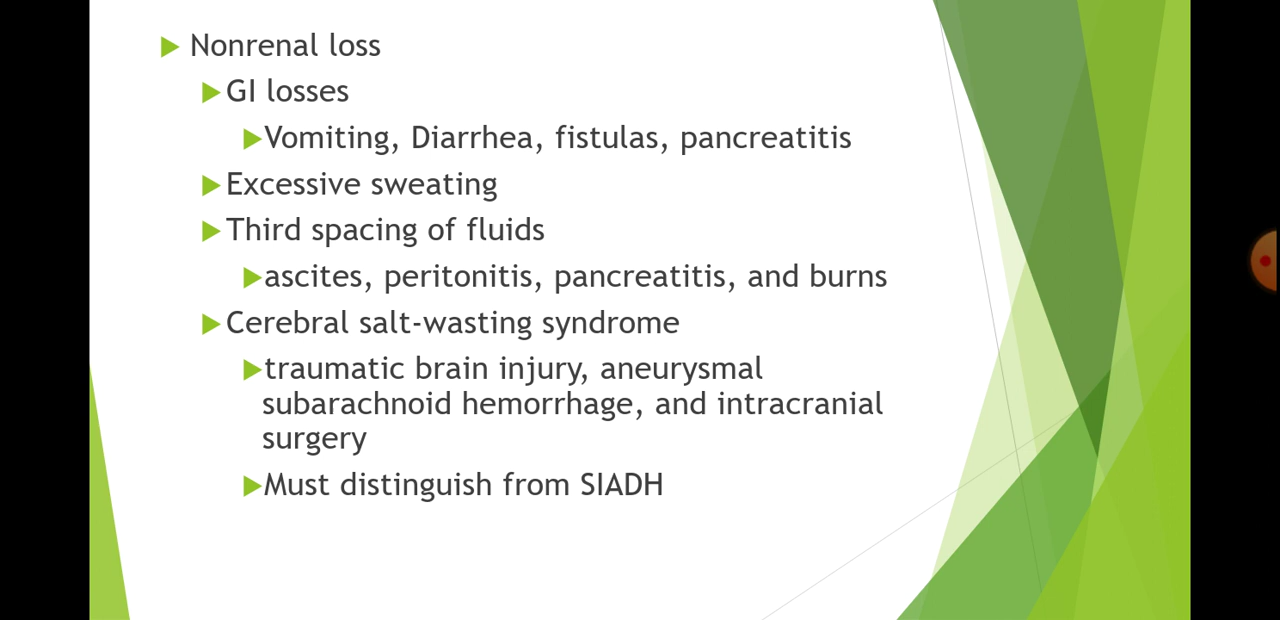 Nonrenal loss
GI losses
Vomiting, Diarrhea, fistulas, pancreatitis
Excessive sweating
Third spacing of fluids
ascites, peritonitis, pancreatitis, and burns
Cerebral salt-wasting syndrome
traumatic brain injury, aneurysmal
subarachnoid hemorrhage, and intracranial
surgery
Must distinguish from SIADH